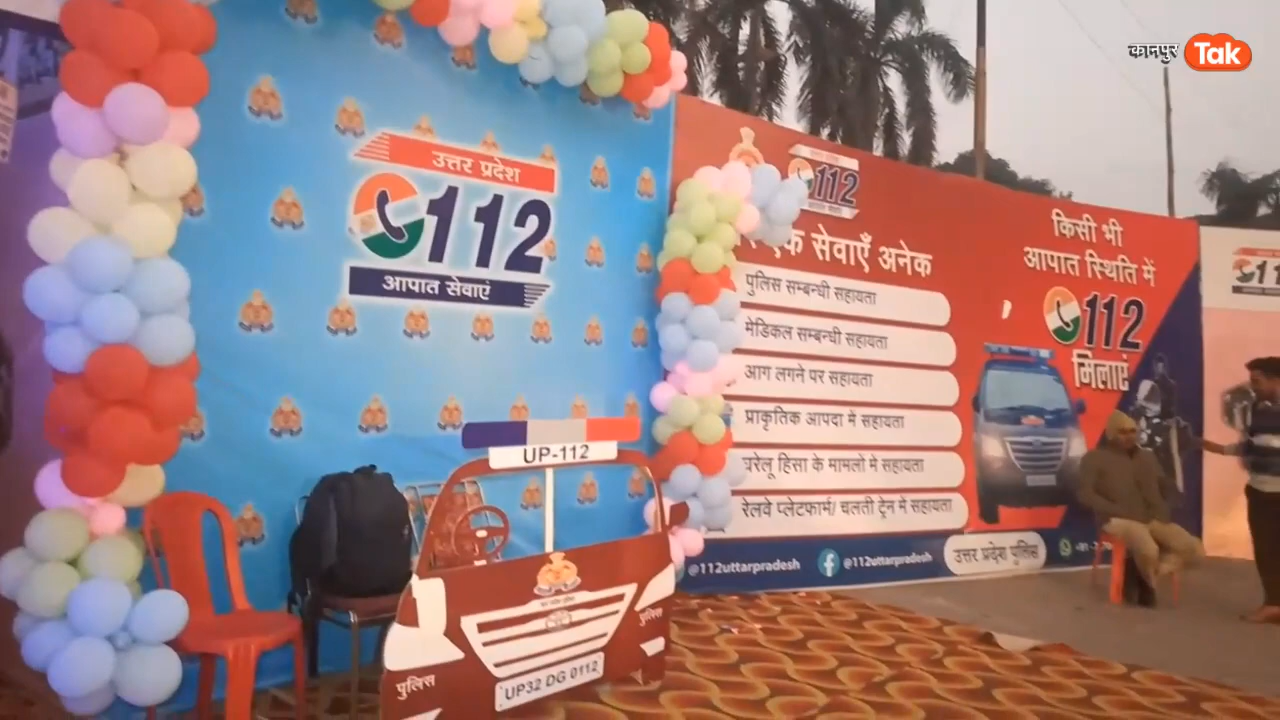 कानपुर Tak
उत्तर प्रदेश
112
आपात सेवाएं
112
एक सेवाएँ अनेक
पुलिस सम्बन्धी सहायता
मेडिकल सम्बन्धी सहायता
आग लगने पर सहायता
प्राकृतिक आपदा में सहायता
घरेलू हिंसा के मामलो मे सहायता
रेलवे प्लेटफार्म/ चलती ट्रेन में सहायता
@112uttarpradesh
@112uttarpradesh
उत्तर प्रदेश पुलिस
किसी भी
आपात स्थिति में
112
मिलाएं
UP-112
पुलिस
पुलिस
UP32 DG 0112